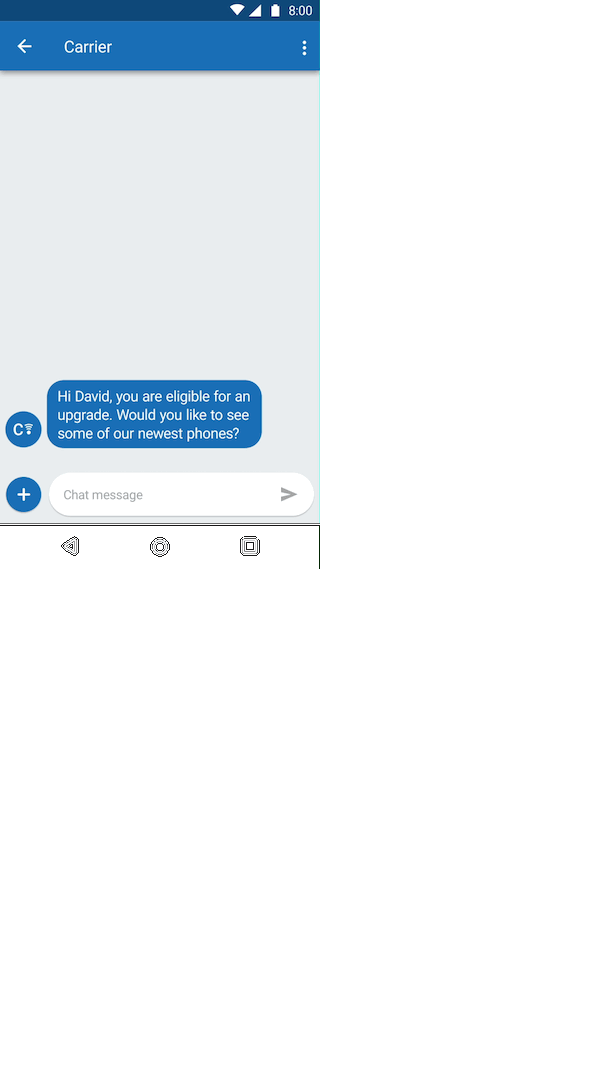 8:00
Carrier
Hi David, you are eligible for an
upgrade. Would you like to see
some of our newest phones?
C
Chat message